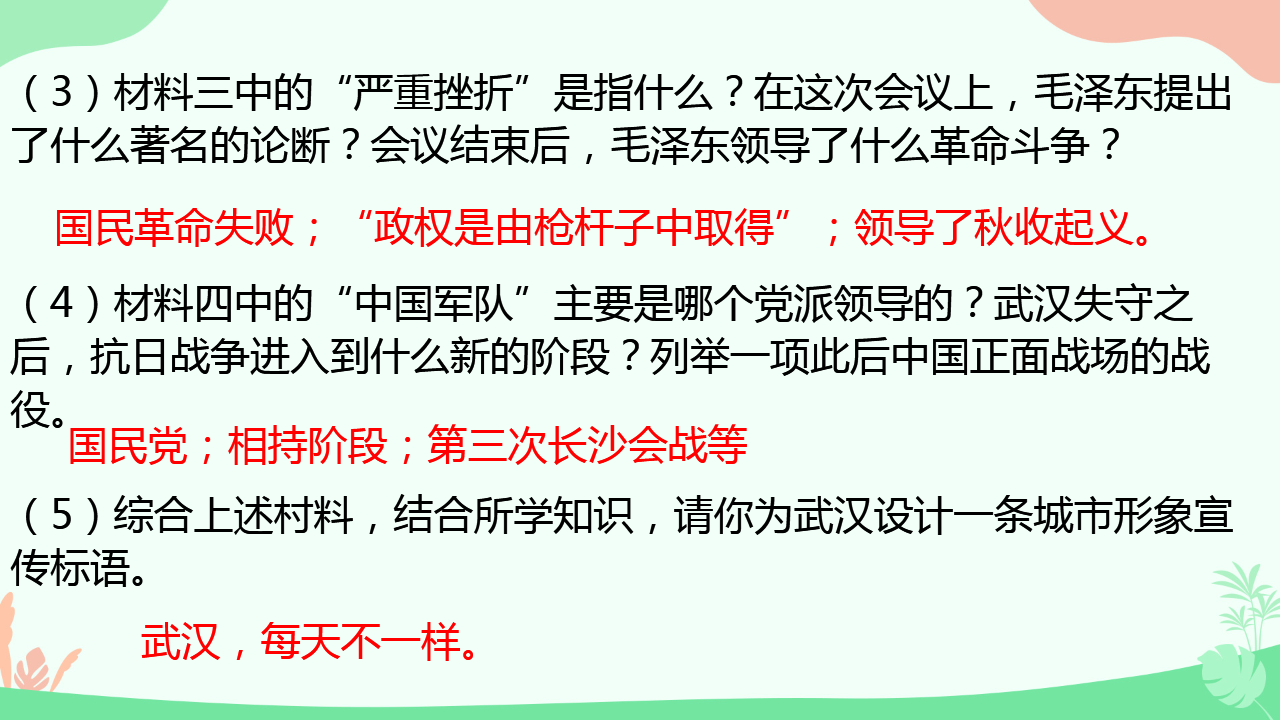 （3）材料三中的“严重挫折”是指什么？在这次会议上，毛泽东提出
了什么著名的论断？会议结束后，毛泽东领导了什么革命斗争？
国民革命失败；“政权是由枪杆子中取得”；领导了秋收起义。
（4）材料四中的“中国军队”主要是哪个党派领导的？武汉失守之
后，抗日战争进入到什么新的阶段？列举一项此后中国正面战场的战
役。
国民党；相持阶段；第三次长沙会战等
（5）综合上述村料，结合所学知识，请你为武汉设计一条城市形象宣
传标语。
武汉，每天不一样。